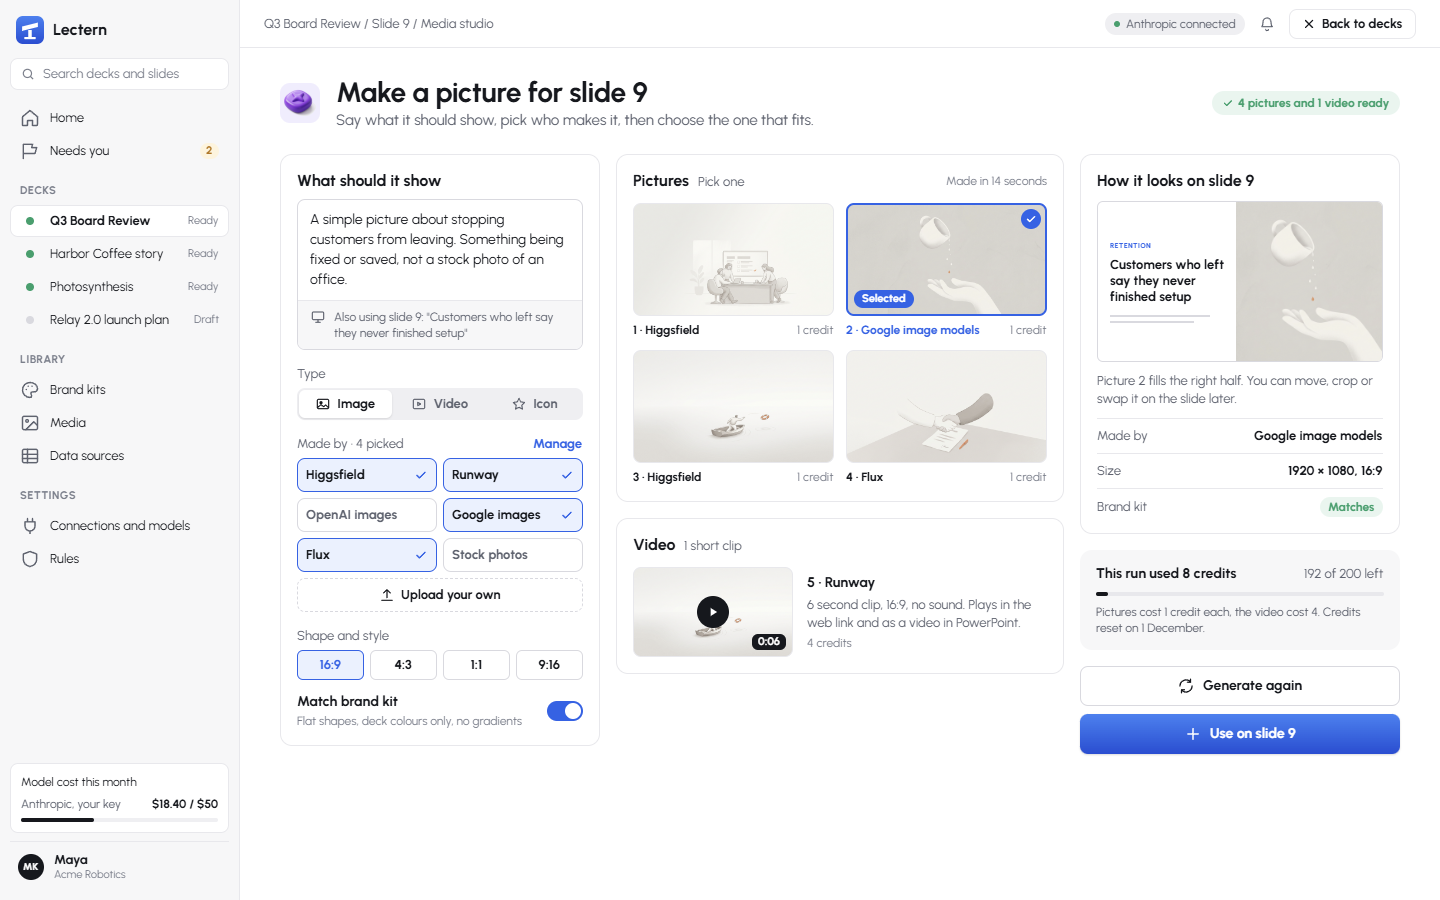 Lectern
Search decks and slides
Home
Needs you 2
DECKS
Q3 Board Review Ready
Harbor Coffee story Ready
Photosynthesis Ready
Relay 2.0 launch plan Draft
LIBRARY
Brand kits
Media
Data sources
SETTINGS
Connections and models
Rules
Model cost this month
Anthropic, your key $18.40 / $50
MK
Maya
Acme Robotics
Q3 Board Review / Slide 9 / Media studio
Anthropic connected
Back to decks
Make a picture for slide 9
Say what it should show, pick who makes it, then choose the one that fits.
4 pictures and 1 video ready
What should it show
A simple picture about stopping
customers from leaving. Something being
fixed or saved, not a stock photo of an
office.
Also using slide 9: "Customers who left say
they never finished setup"
Type
Image Video Icon
Made by · 4 picked Manage
Higgsfield Runway
OpenAI images Google images
Flux Stock photos
Upload your own
Shape and style
16:9 4:3 1:1 9:16
Match brand kit
Flat shapes, deck colours only, no gradients
Pictures Pick one Made in 14 seconds
Selected
1 · Higgsfield 1 credit
2 · Google image models 1 credit
3 · Higgsfield 1 credit
4 · Flux 1 credit
Video 1 short clip
0:06
5 · Runway
6 second clip, 16:9, no sound. Plays in the
web link and as a video in PowerPoint.
4 credits
How it looks on slide 9
RETENTION
Customers who left
say they never
finished setup
Picture 2 fills the right half. You can move, crop or
swap it on the slide later.
Made by Google image models
Size 1920 × 1080, 16:9
Brand kit Matches
This run used 8 credits 192 of 200 left
Pictures cost 1 credit each, the video cost 4. Credits
reset on 1 December.
Generate again
Use on slide 9